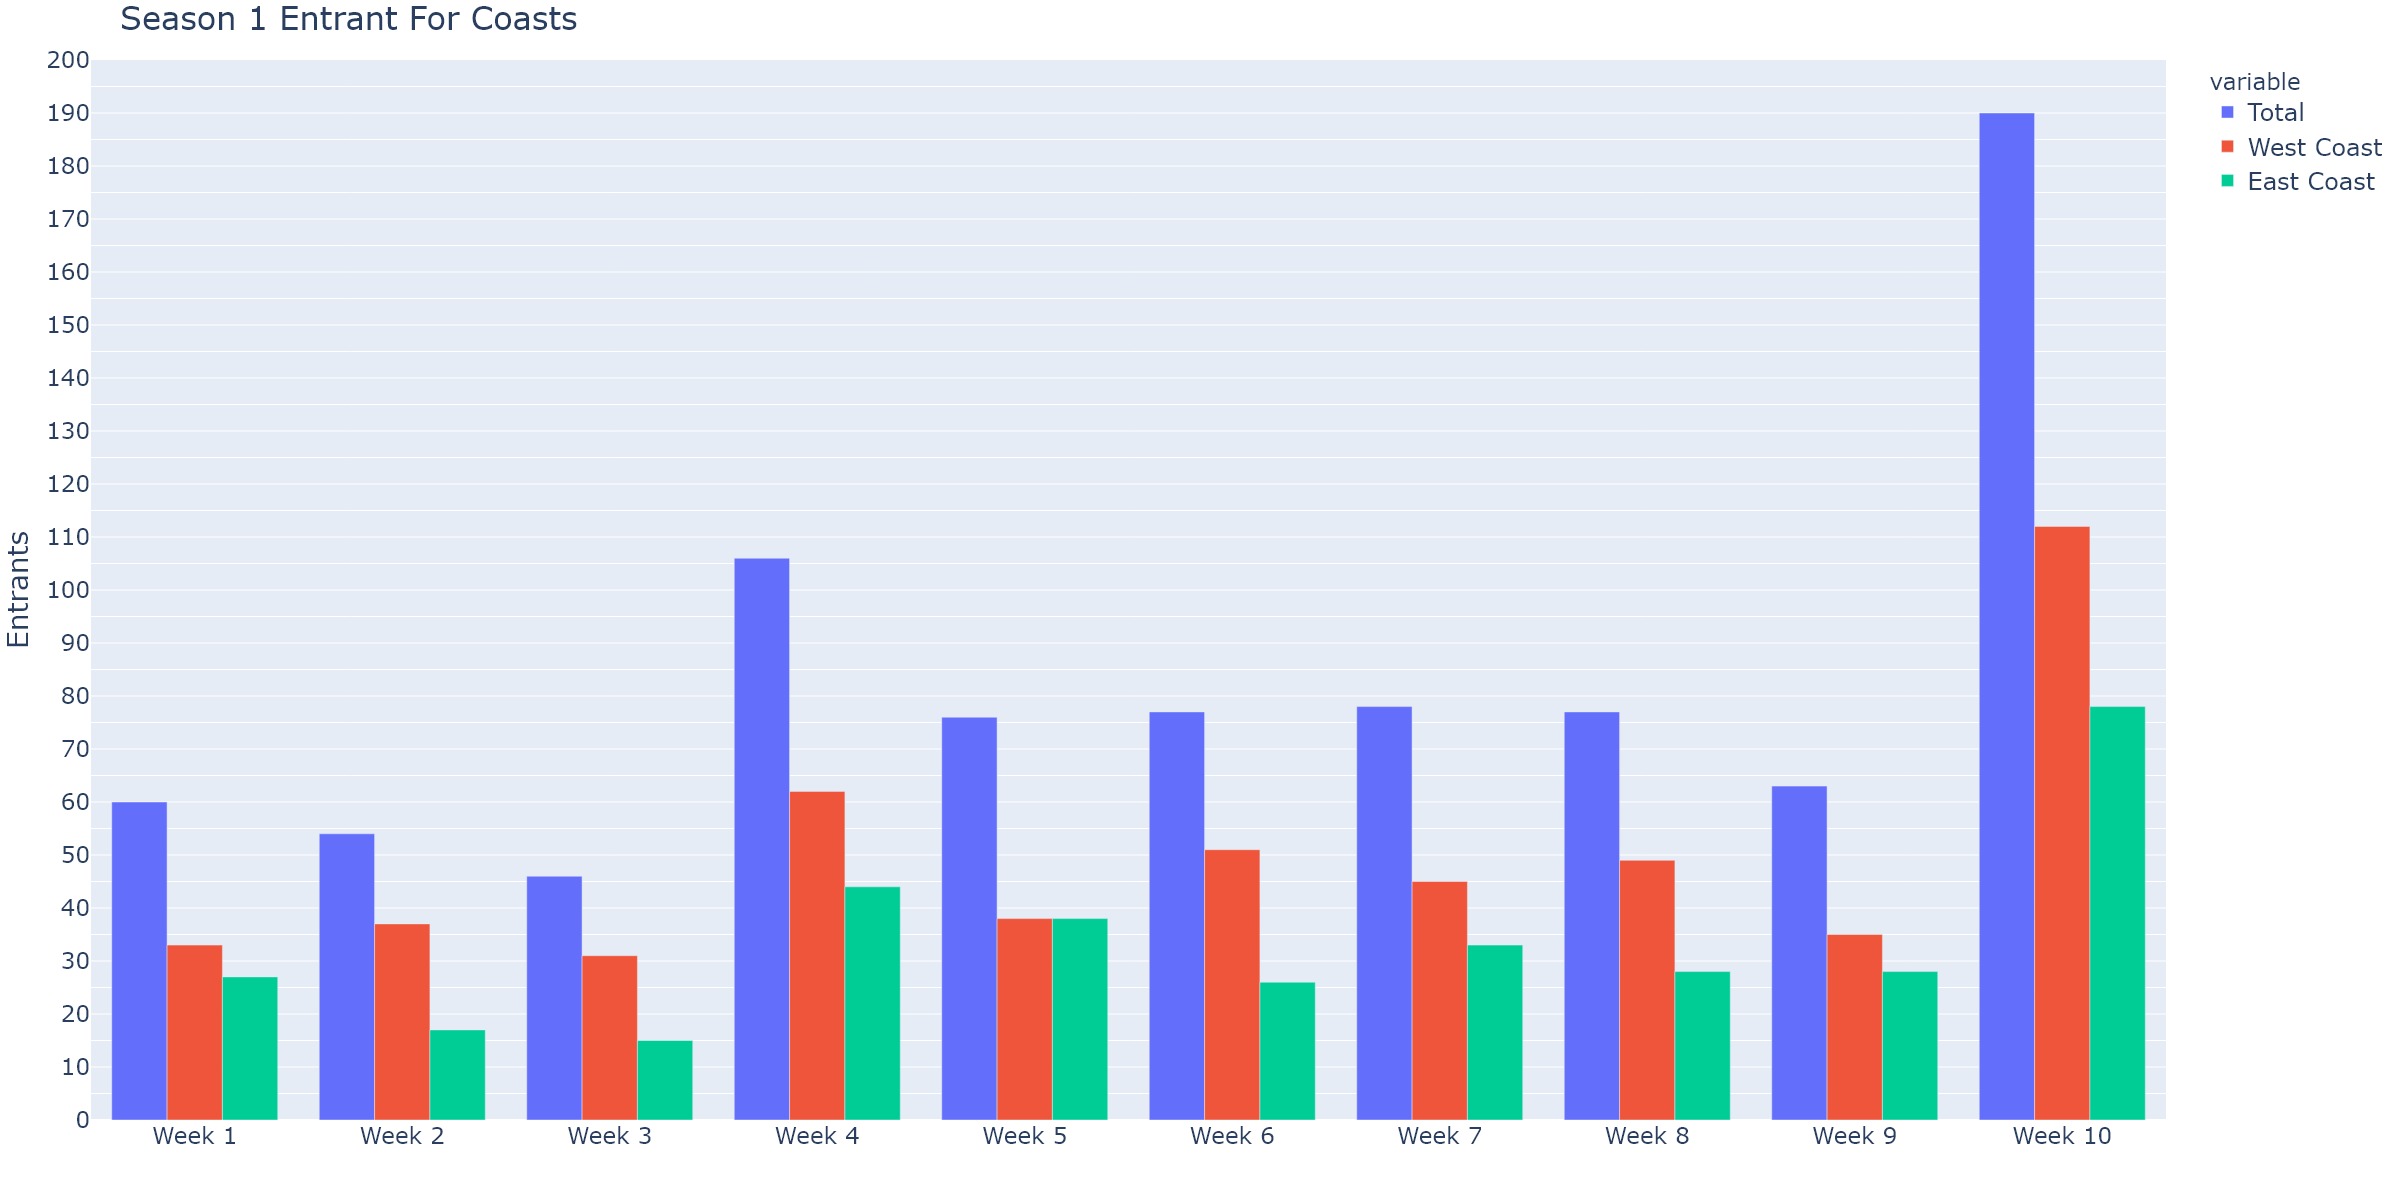 Season 1 Entrant For Coasts
200
190
180
170
160
150
140
130
120
110
100
90
80
70
60
50
40
30
20
10
0
Entrants
Week 1
Week 2
Week 3
Week 4
Week 5
Week 6
Week 7
Week 8
Week 9
Week 10
variable
Total
West Coast
East Coast